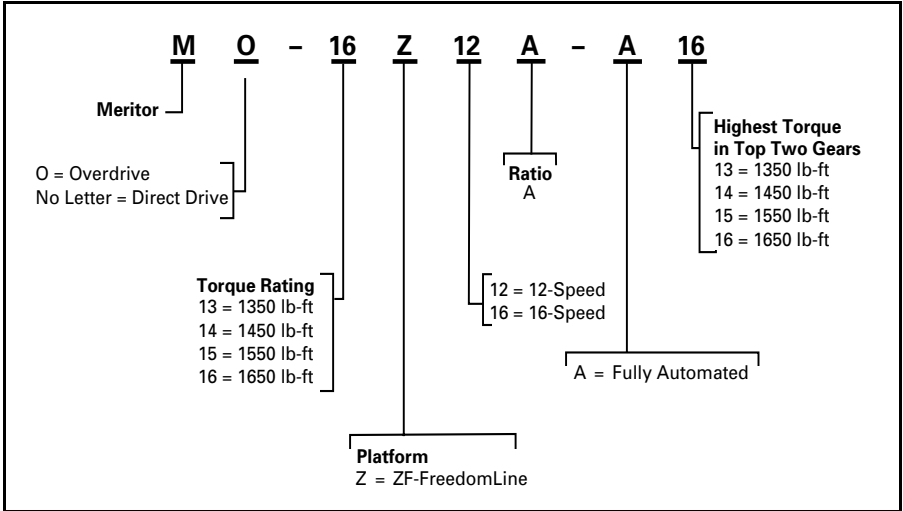 M O – 16 Z 12 A – A 16
Meritor
O = Overdrive
No Letter = Direct Drive
Torque Rating
13 = 1350 lb-ft
14 = 1450 lb-ft
15 = 1550 lb-ft
16 = 1650 lb-ft
Platform
Z = ZF-FreedomLine
12 = 12-Speed
16 = 16-Speed
Ratio
A
A = Fully Automated
Highest Torque
in Top Two Gears
13 = 1350 lb-ft
14 = 1450 lb-ft
15 = 1550 lb-ft
16 = 1650 lb-ft